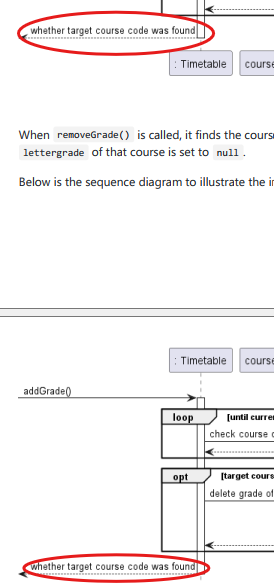 whether target course code was found
: Timetable
course
When removeGrade() is called, it finds the cours
lettergrade of that course is set to null .
Below is the sequence diagram to illustrate the in
: Timetable
course
addGrade()
loop
[until curre
check course c
opt
[target cours
delete grade of
whether target course code was found